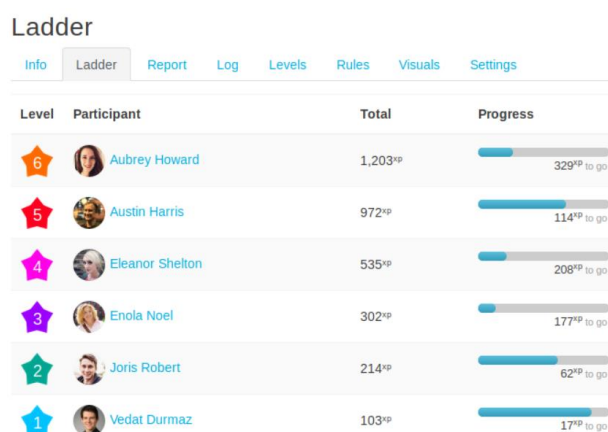 Ladder
Info Ladder Report Log Levels Rules Visuals Settings
Level Participant Total Progress
6 Aubrey Howard 1,203xp
329xp to go
5 Austin Harris 972xp
114xp to go
4 Eleanor Shelton 535xp
208xp to go
3 Enola Noel 302xp
177xp to go
2 Joris Robert 214xp
62xp to go
1 Vedat Durmaz 103xp
17xp to go